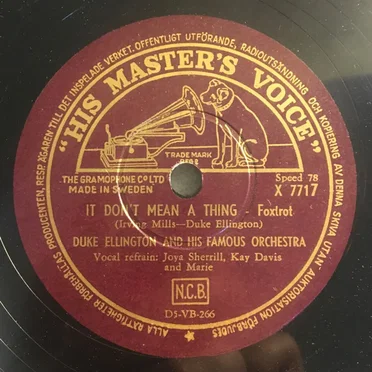 ALLA RÄTTIGHETER FÖRBEHÅLLAS PRODUCENTEN, RESP. ÄGAREN TILL DET INSPELADE VERKET. OFFENTLIGT UTFÖRANDE, RADIOUTSÄNDNING OCH KOPIERING AV DENNA SKIVA UTAN AUKTORISATION FÖRBJUDES
"HIS MASTER'S VOICE"
TRADE MARK
THE GRAMOPHONE CO LTD
MADE IN SWEDEN
Speed 78
X 7717
IT DON'T MEAN A THING - Foxtrot
(Irving Mills—Duke Ellington)
DUKE ELLINGTON AND HIS FAMOUS ORCHESTRA
Vocal refrain: Joya Sherrill, Kay Davis
and Marie
N.C.B.
D5-VB-266